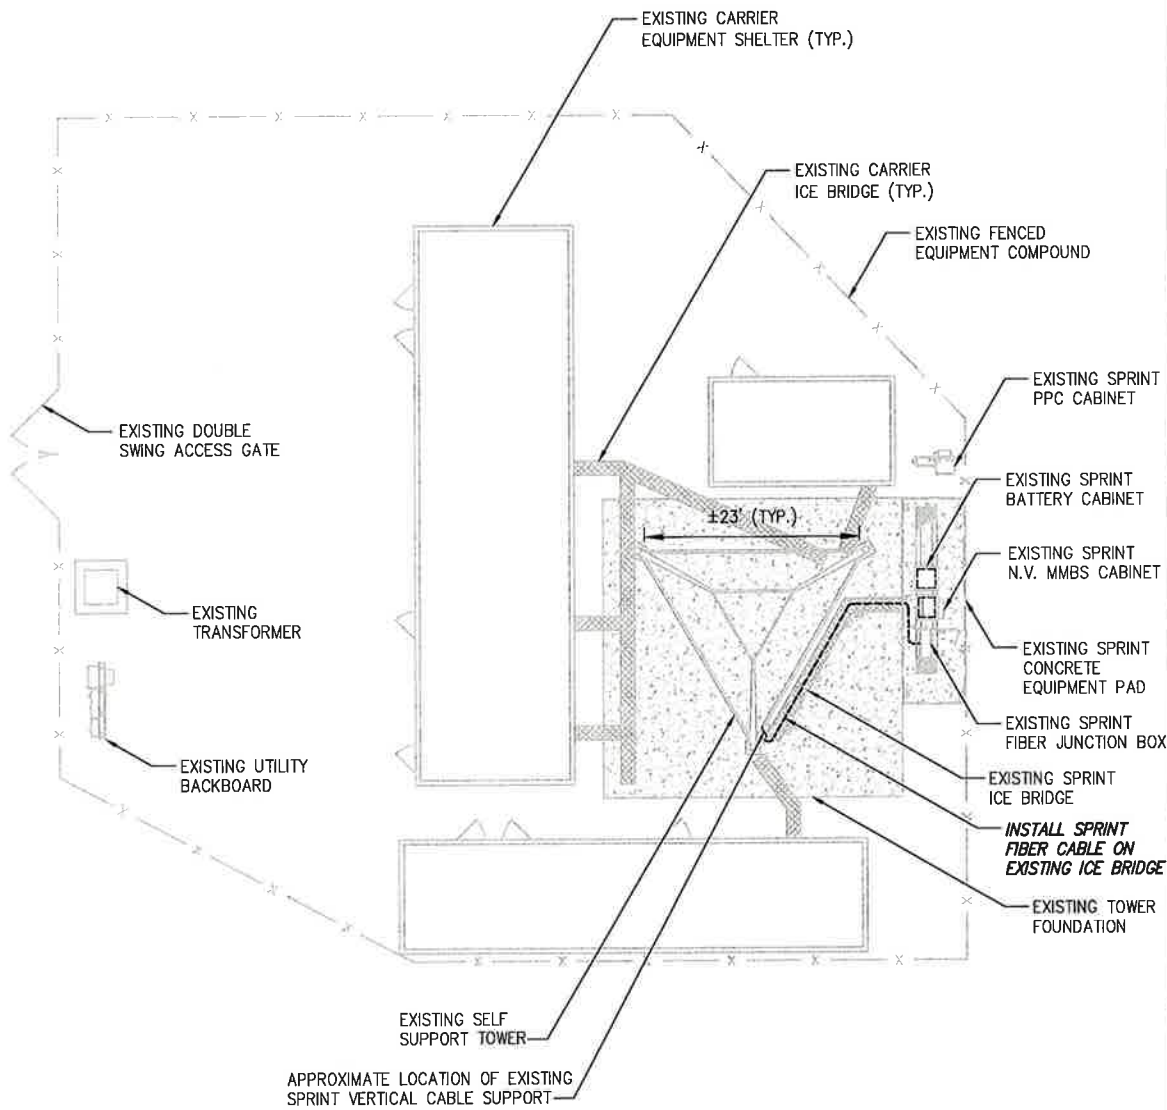 EXISTING CARRIER
EQUIPMENT SHELTER (TYP.)
EXISTING CARRIER
ICE BRIDGE (TYP.)
EXISTING FENCED
EQUIPMENT COMPOUND
EXISTING SPRINT
PPC CABINET
EXISTING DOUBLE
SWING ACCESS GATE
EXISTING SPRINT
BATTERY CABINET
±23' (TYP.)
EXISTING SPRINT
N.V. MMBS CABINET
EXISTING
TRANSFORMER
EXISTING SPRINT
CONCRETE
EQUIPMENT PAD
EXISTING SPRINT
FIBER JUNCTION BOX
EXISTING UTILITY
BACKBOARD
EXISTING SPRINT
ICE BRIDGE
INSTALL SPRINT
FIBER CABLE ON
EXISTING ICE BRIDGE
EXISTING TOWER
FOUNDATION
EXISTING SELF
SUPPORT TOWER
APPROXIMATE LOCATION OF EXISTING
SPRINT VERTICAL CABLE SUPPORT